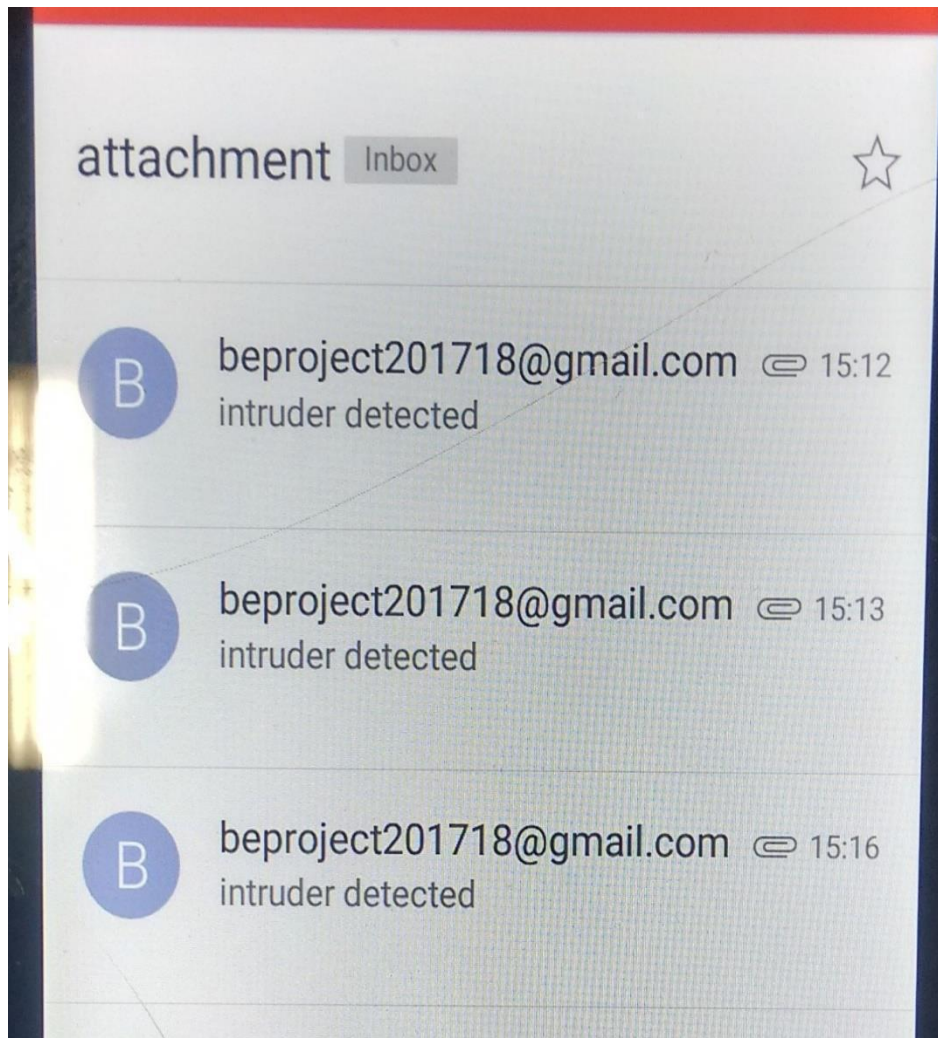 attachment Inbox
B beproject201718@gmail.com 15:12
intruder detected
B beproject201718@gmail.com 15:13
intruder detected
B beproject201718@gmail.com 15:16
intruder detected